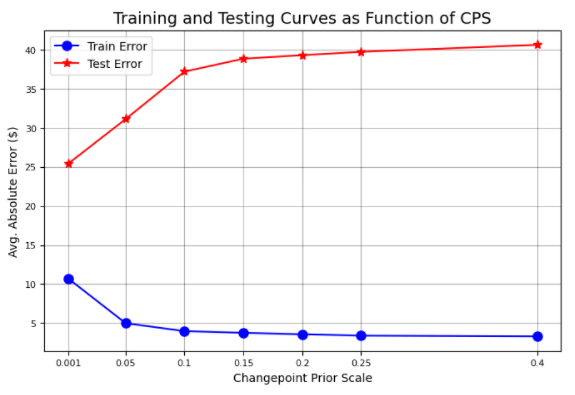 Training and Testing Curves as Function of CPS
Train Error
Test Error
Avg. Absolute Error ($)
40
35
30
25
20
15
10
5
0.001 0.05 0.1 0.15 0.2 0.25 0.4
Changepoint Prior Scale